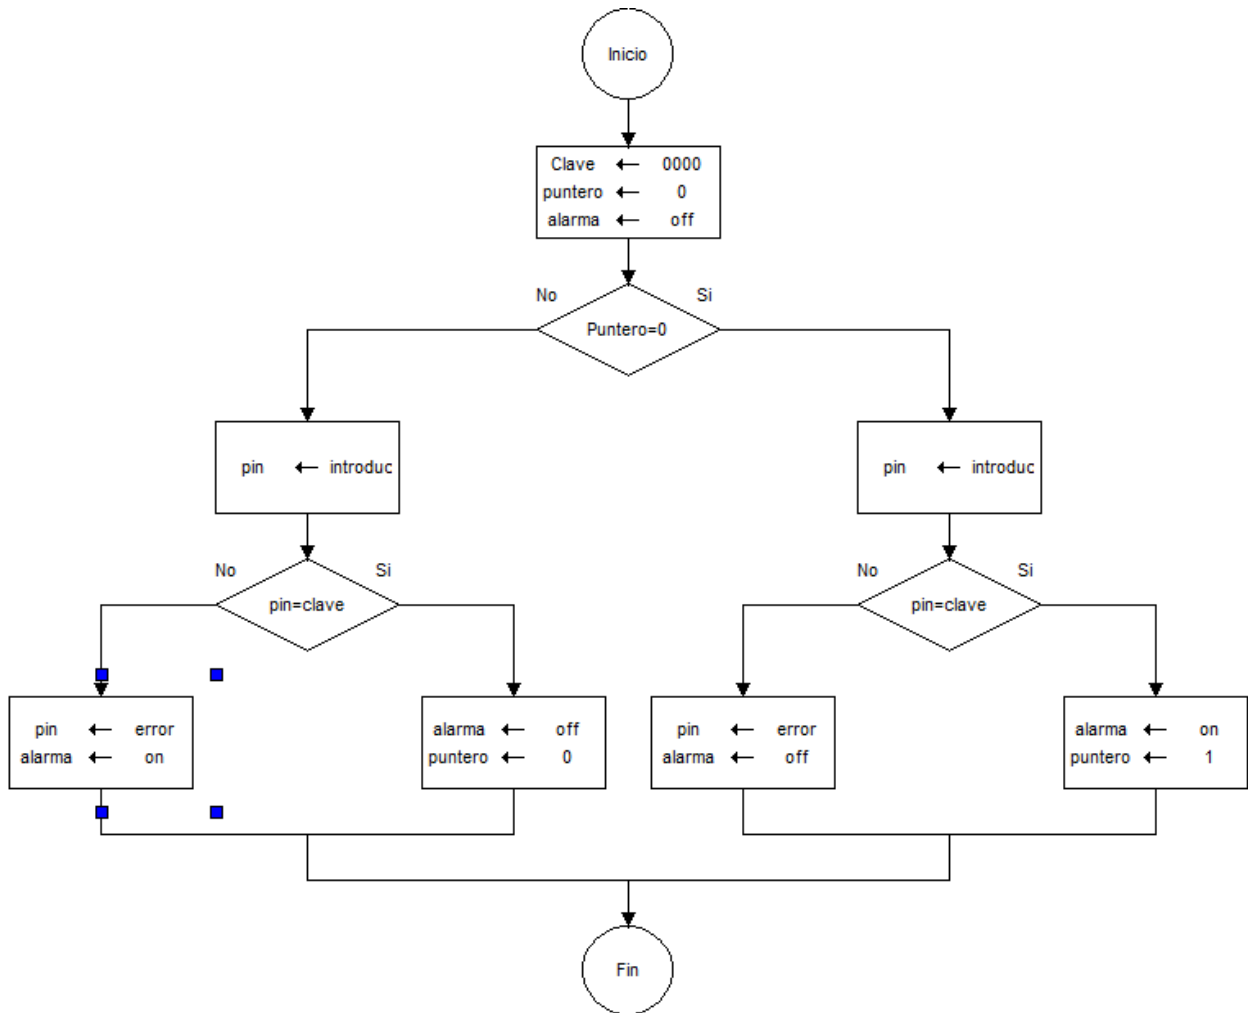 Inicio
Clave ← 0000
puntero ← 0
alarma ← off
No
Si
Puntero=0
pin ← introduc
pin ← introduc
No
Si
pin=clave
No
Si
pin=clave
pin ← error
alarma ← on
alarma ← off
puntero ← 0
pin ← error
alarma ← off
alarma ← on
puntero ← 1
Fin